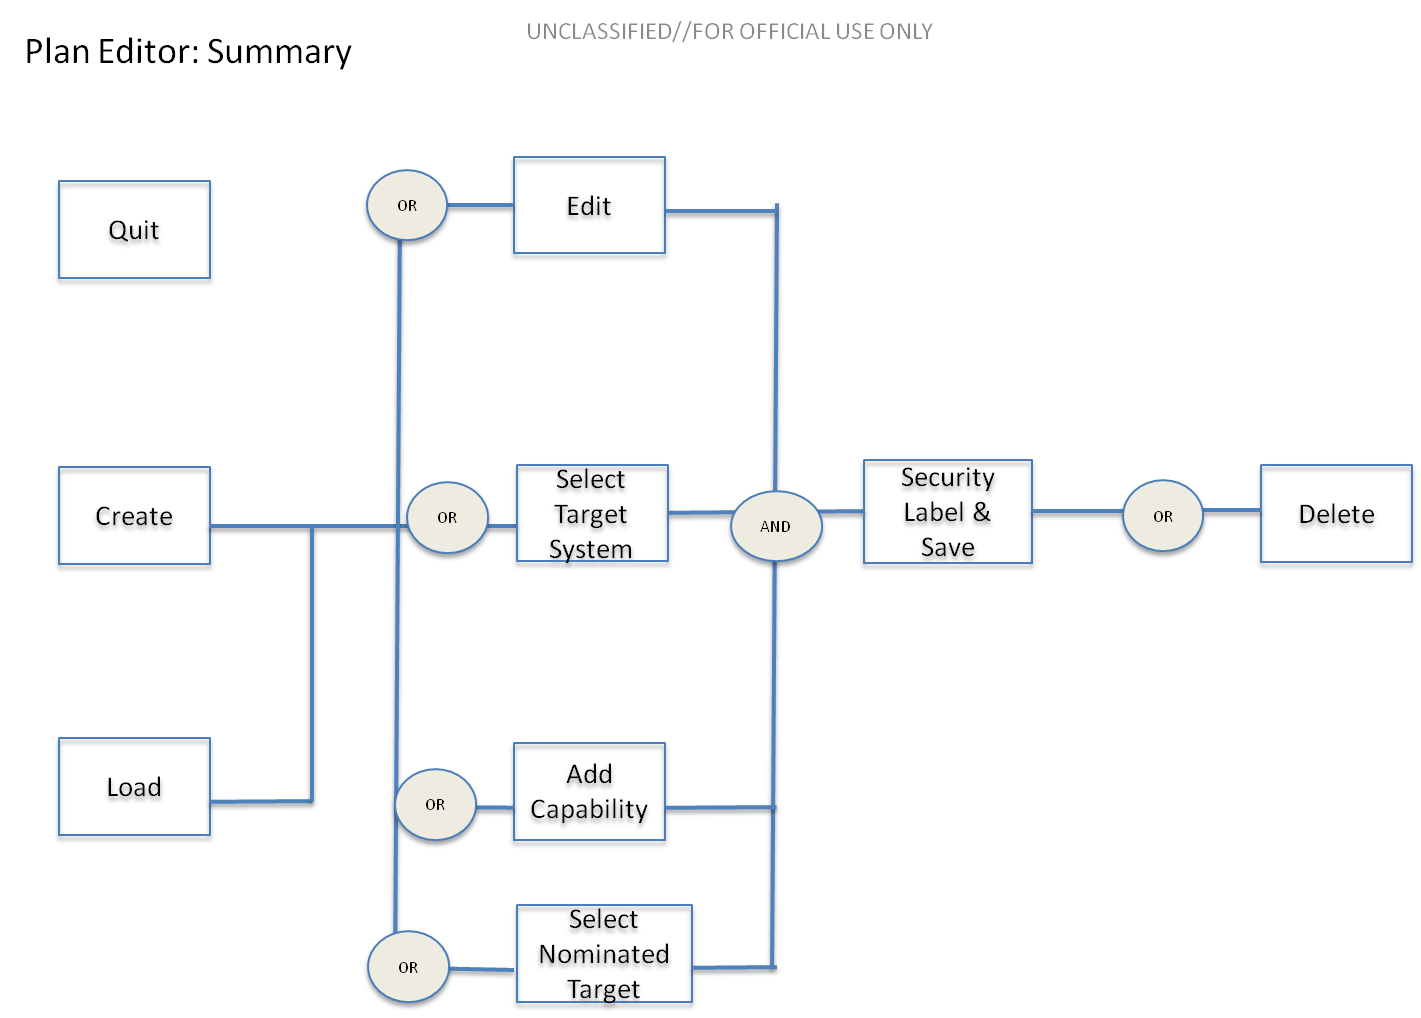 UNCLASSIFIED//FOR OFFICIAL USE ONLY
Plan Editor: Summary
Quit
OR
Edit
Create
OR
Select
Target
System
AND
Security
Label &
Save
OR
Delete
Load
OR
Add
Capability
OR
Select
Nominated
Target